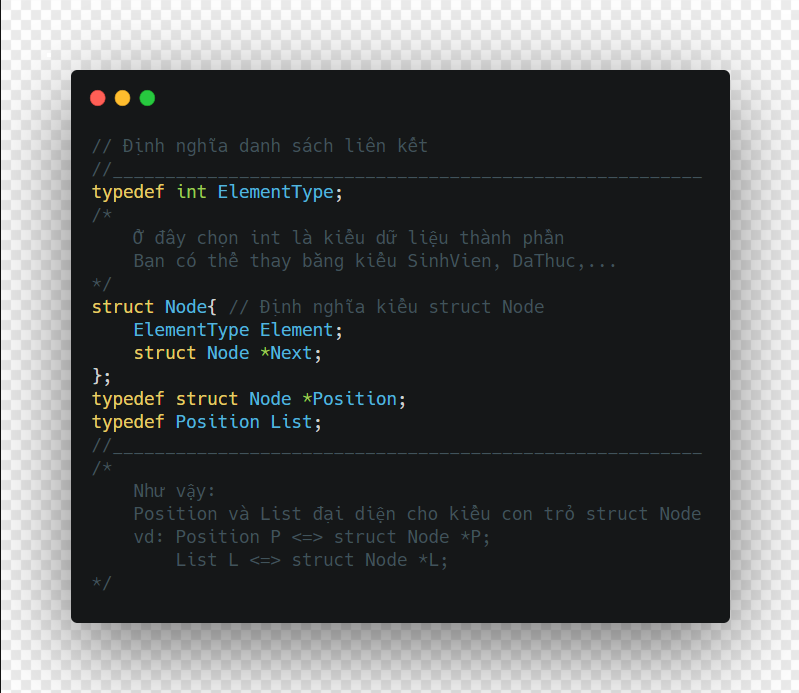 // Định nghĩa danh sách liên kết
//________________________________________________________
typedef int ElementType;
/*
    Ở đây chọn int là kiểu dữ liệu thành phần
    Bạn có thể thay bằng kiểu SinhVien, DaThuc,...
*/
struct Node{ // Định nghĩa kiểu struct Node
    ElementType Element;
    struct Node *Next;
};
typedef struct Node *Position;
typedef Position List;
//________________________________________________________
/*
    Như vậy:
    Position và List đại diện cho kiểu con trỏ struct Node
    vd: Position P <=> struct Node *P;
        List L <=> struct Node *L;
*/